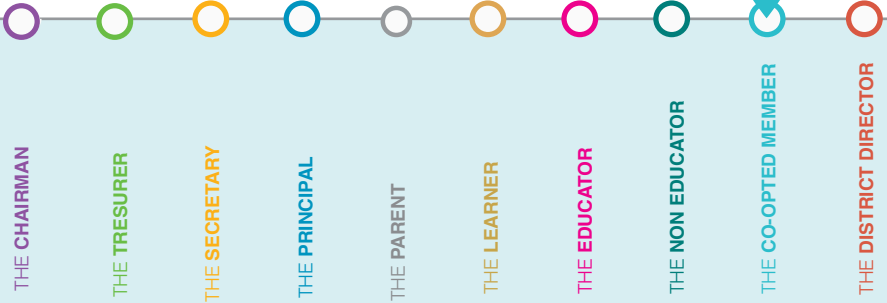 THE CHAIRMAN
THE TRESURER
THE SECRETARY
THE PRINCIPAL
THE PARENT
THE LEARNER
THE EDUCATOR
THE NON EDUCATOR
THE CO-OPTED MEMBER
THE DISTRICT DIRECTOR